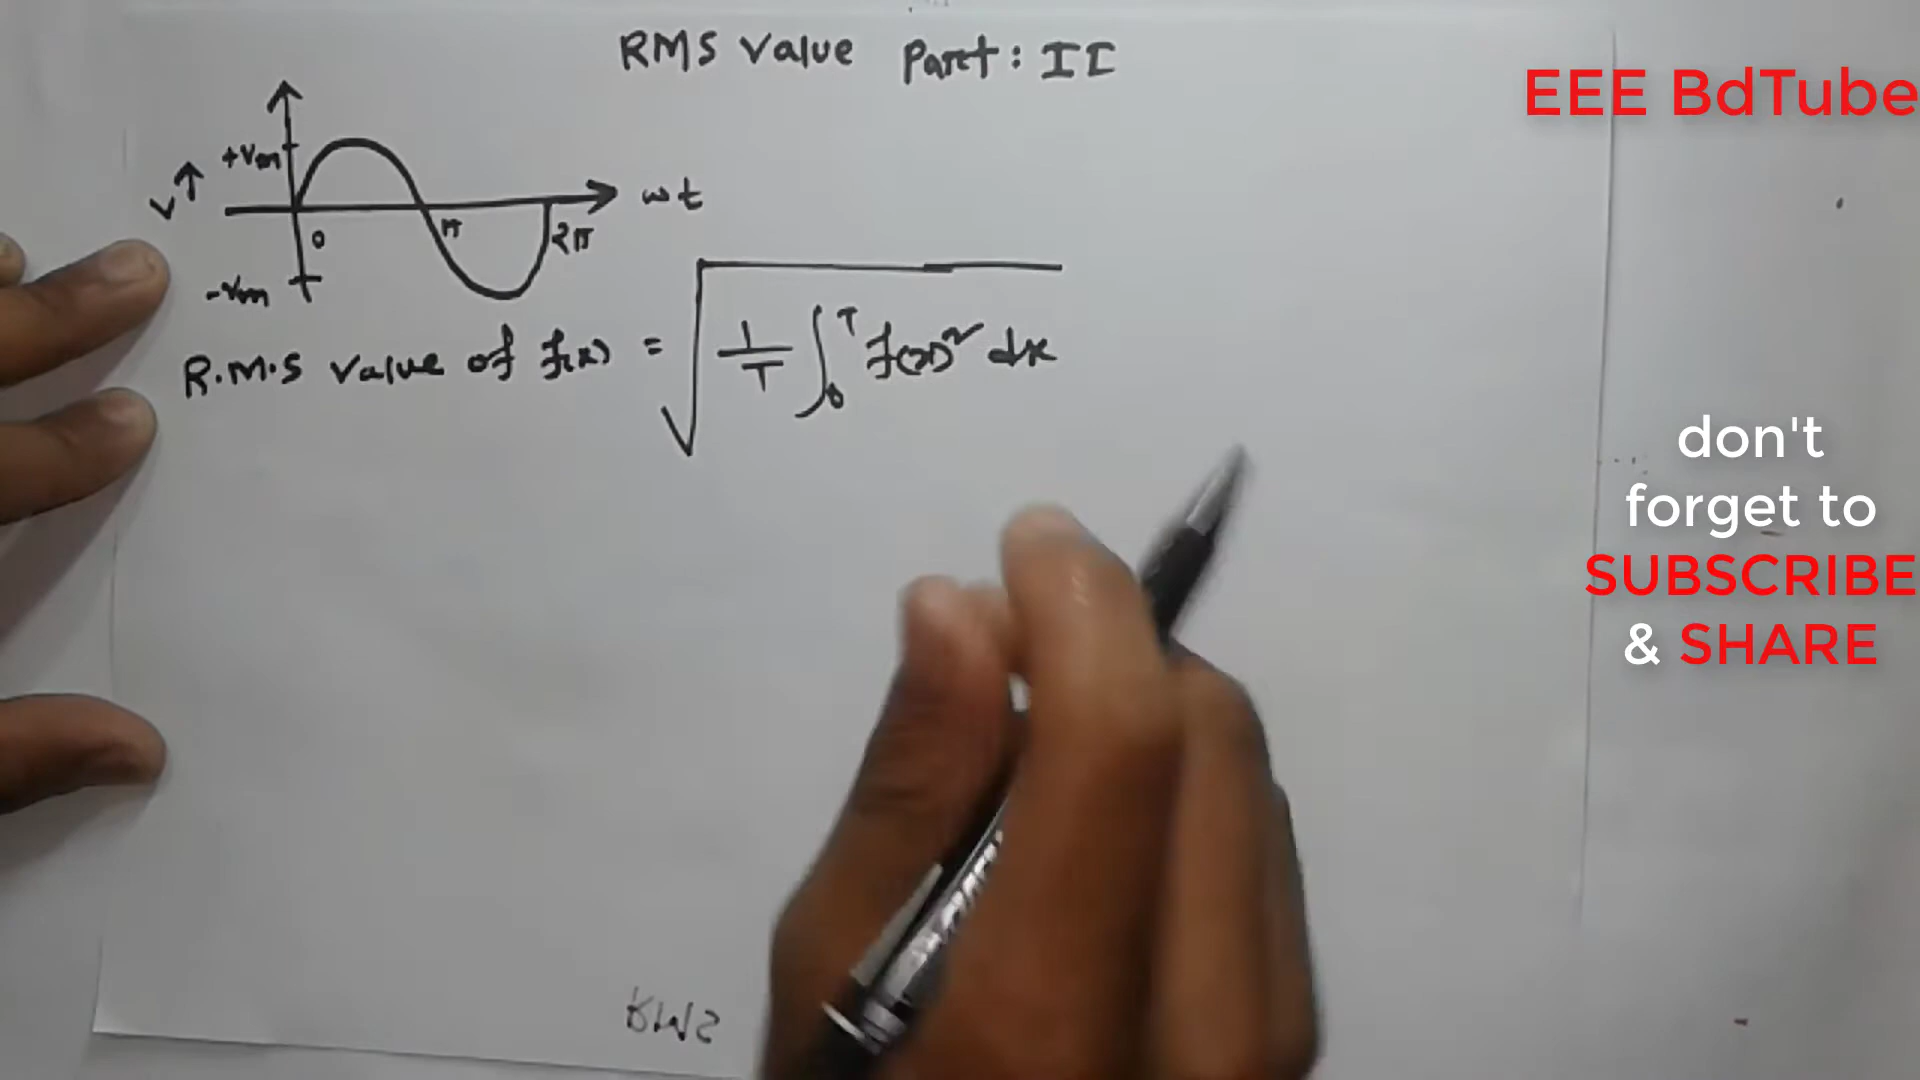 RMS Value Part: II
EEE BdTube
+Vm
V↑
ωt
0
π
2π
-Vm
R.M.S Value of f(x) = √(1/T ∫₀ᵀ f(x)² dx)
don't
forget to
SUBSCRIBE
& SHARE
RMS